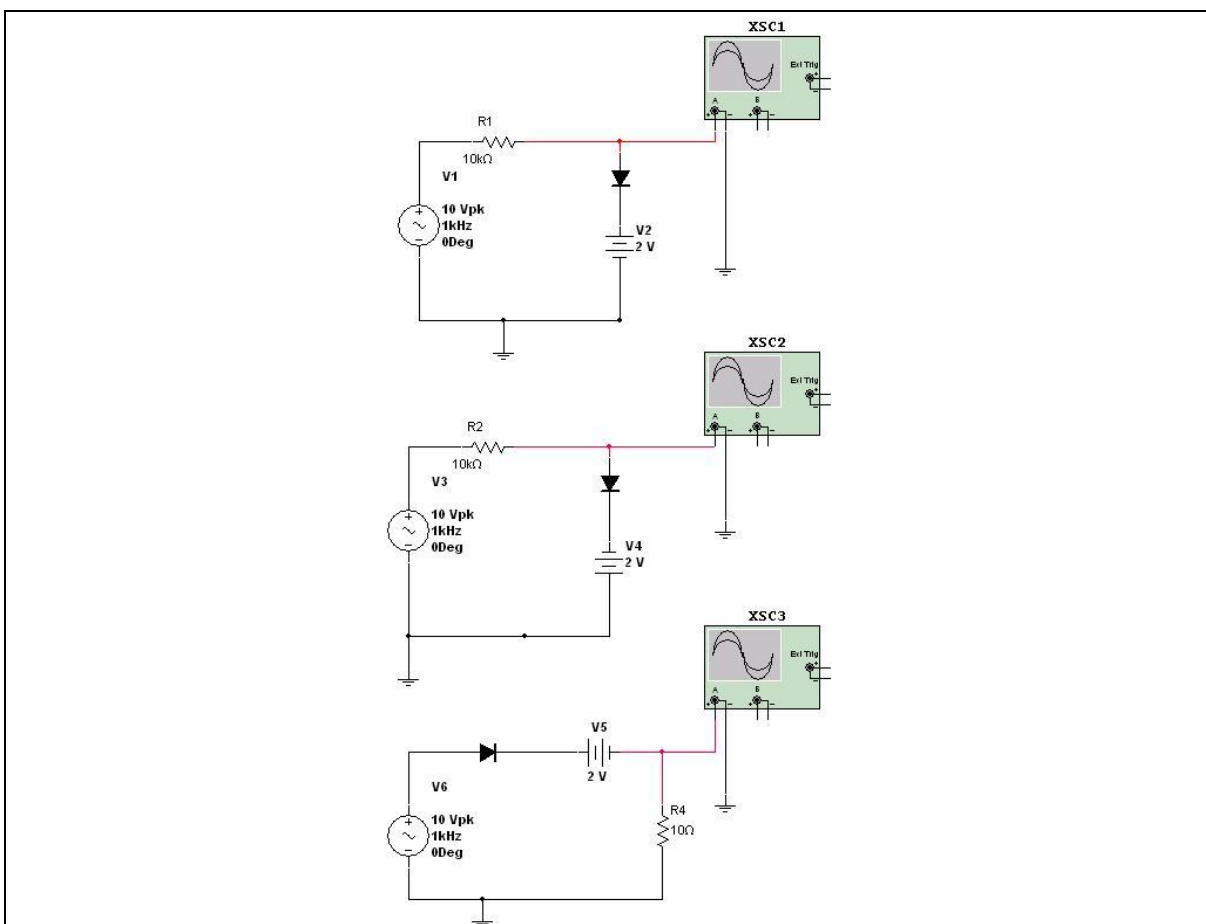 XSC1
Ext Trig
+
-
A
B
+ - + -
R1
10kΩ
V1
10 Vpk
1kHz
0Deg
V2
2 V
XSC2
Ext Trig
+
-
A
B
+ - + -
R2
10kΩ
V3
10 Vpk
1kHz
0Deg
V4
2 V
XSC3
Ext Trig
+
-
A
B
+ - + -
V5
2 V
V6
10 Vpk
1kHz
0Deg
R4
10Ω